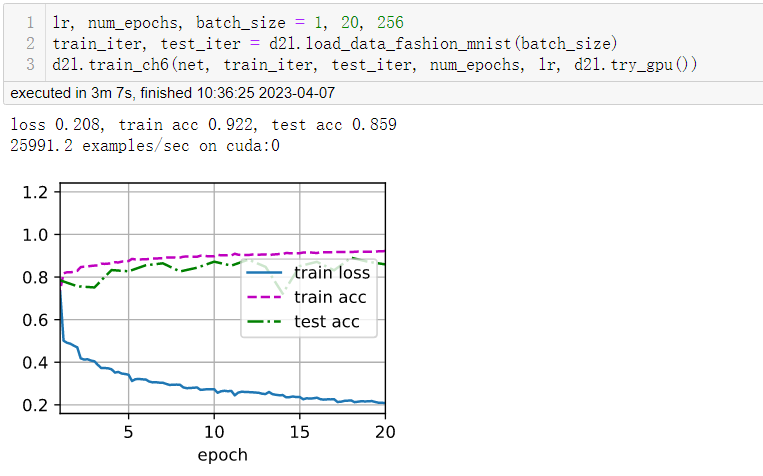 1 lr, num_epochs, batch_size = 1, 20, 256
2 train_iter, test_iter = d2l.load_data_fashion_mnist(batch_size)
3 d2l.train_ch6(net, train_iter, test_iter, num_epochs, lr, d2l.try_gpu())
executed in 3m 7s, finished 10:36:25 2023-04-07
loss 0.208, train acc 0.922, test acc 0.859
25991.2 examples/sec on cuda:0
1.2
1.0
0.8
train loss
train acc
0.6
test acc
0.4
0.2
5 10 15 20
epoch